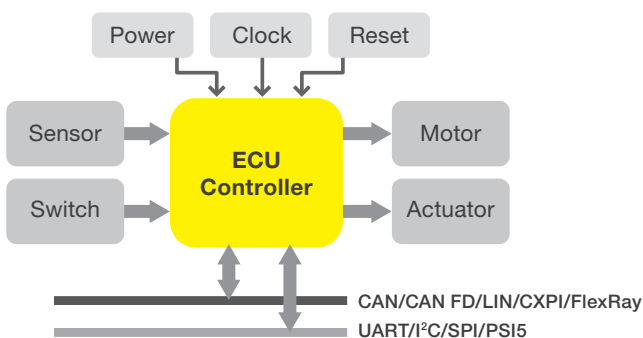 Power
Clock
Reset
Sensor
ECU
Controller
Motor
Switch
Actuator
CAN/CAN FD/LIN/CXPI/FlexRay
UART/I²C/SPI/PSI5